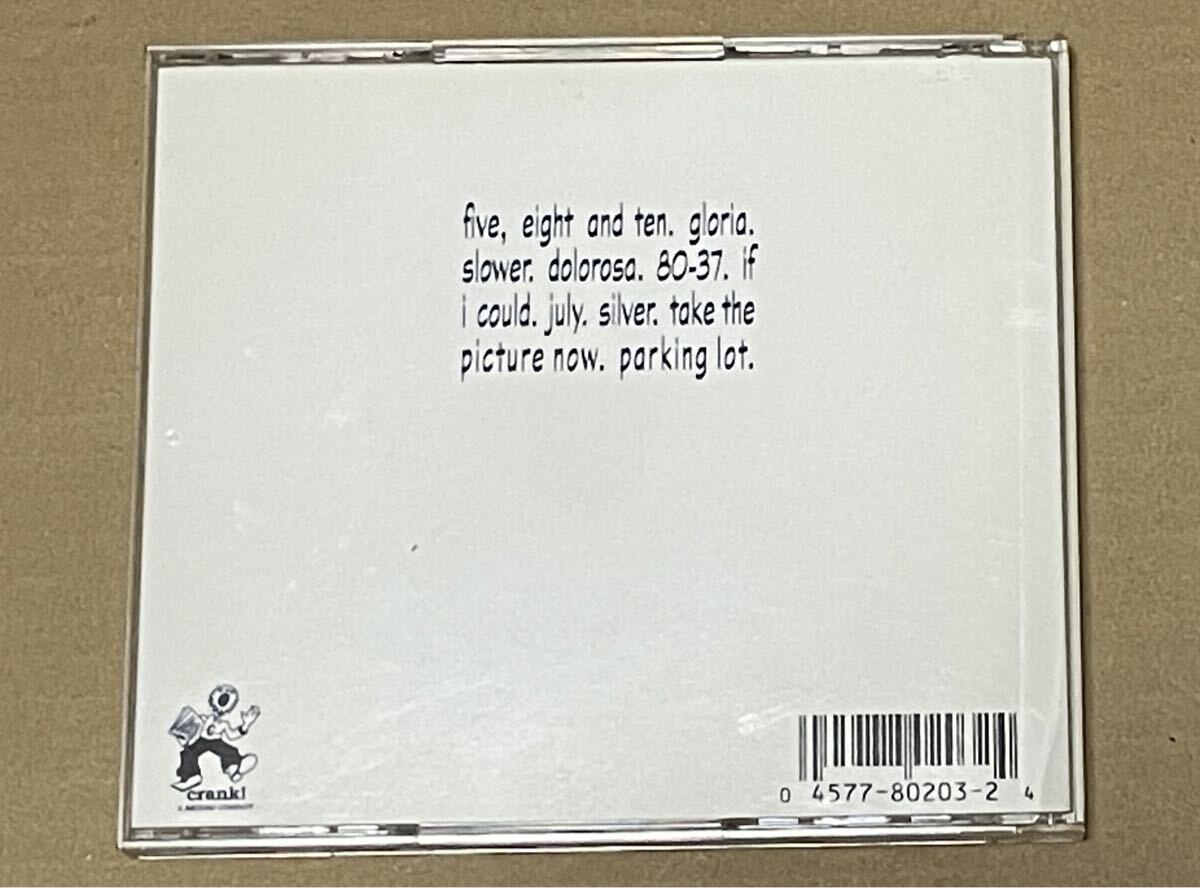 five, eight and ten. gloria.
slower. dolorosa. 80-37. if
i could. july. silver. take the
picture now. parking lot.
crank!
0 4577-80203-2 4